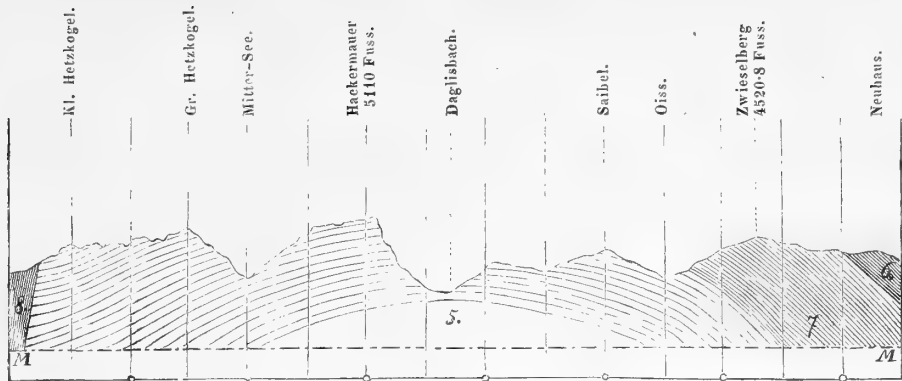 Kl. Hetzkogel.
Gr. Hetzkogel.
Mitter-See.
Hackermauer
5110 Fuss.
Daglisbach.
Saibel.
Oiss.
Zwieselberg
4520·8 Fuss.
Neuhaus.
8.
5.
7
6.
M
M